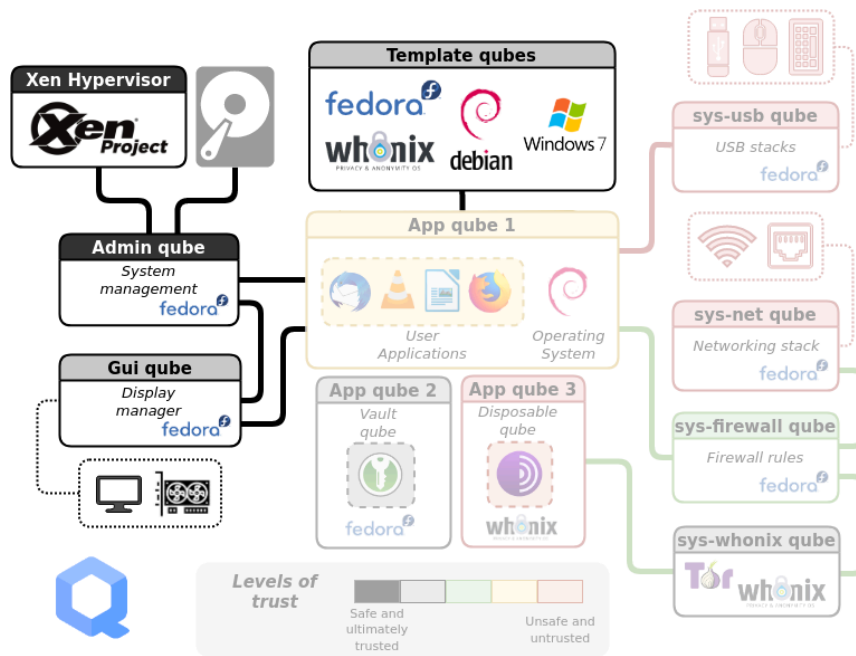 Xen Hypervisor
Xen
Project
Template qubes
fedora
whonix
PRIVACY & ANONYMITY OS
debian
Windows 7
sys-usb qube
USB stacks
fedora
Admin qube
System
management
fedora
App qube 1
User
Applications
Operating
System
sys-net qube
Networking stack
fedora
Gui qube
Display
manager
fedora
App qube 2
Vault
qube
fedora
App qube 3
Disposable
qube
whonix
PRIVACY & ANONYMITY OS
sys-firewall qube
Firewall rules
fedora
sys-whonix qube
Tor
whonix
PRIVACY & ANONYMITY OS
Levels of
trust
Safe and
ultimately
trusted
Unsafe and
untrusted